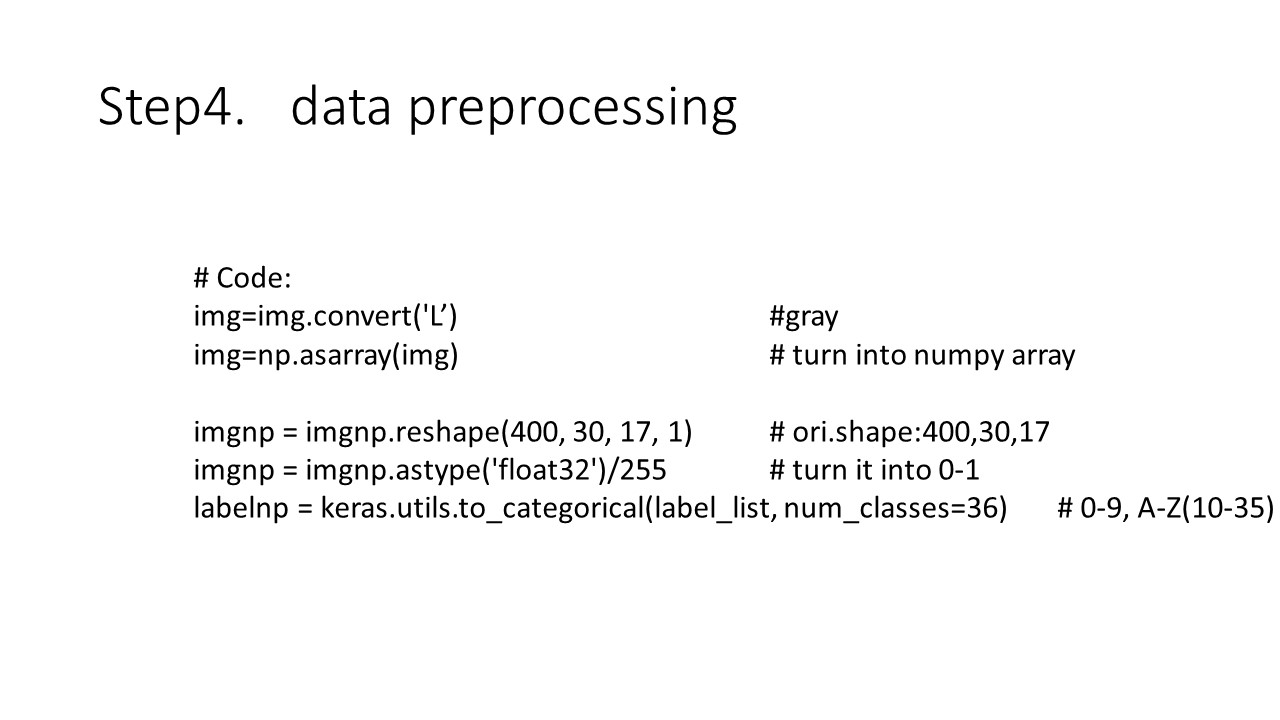 Step4. data preprocessing
# Code:
img=img.convert('L’) #gray
img=np.asarray(img) # turn into numpy array
imgnp = imgnp.reshape(400, 30, 17, 1) # ori.shape:400,30,17
imgnp = imgnp.astype('float32')/255 # turn it into 0-1
labelnp = keras.utils.to_categorical(label_list, num_classes=36) # 0-9, A-Z(10-35)